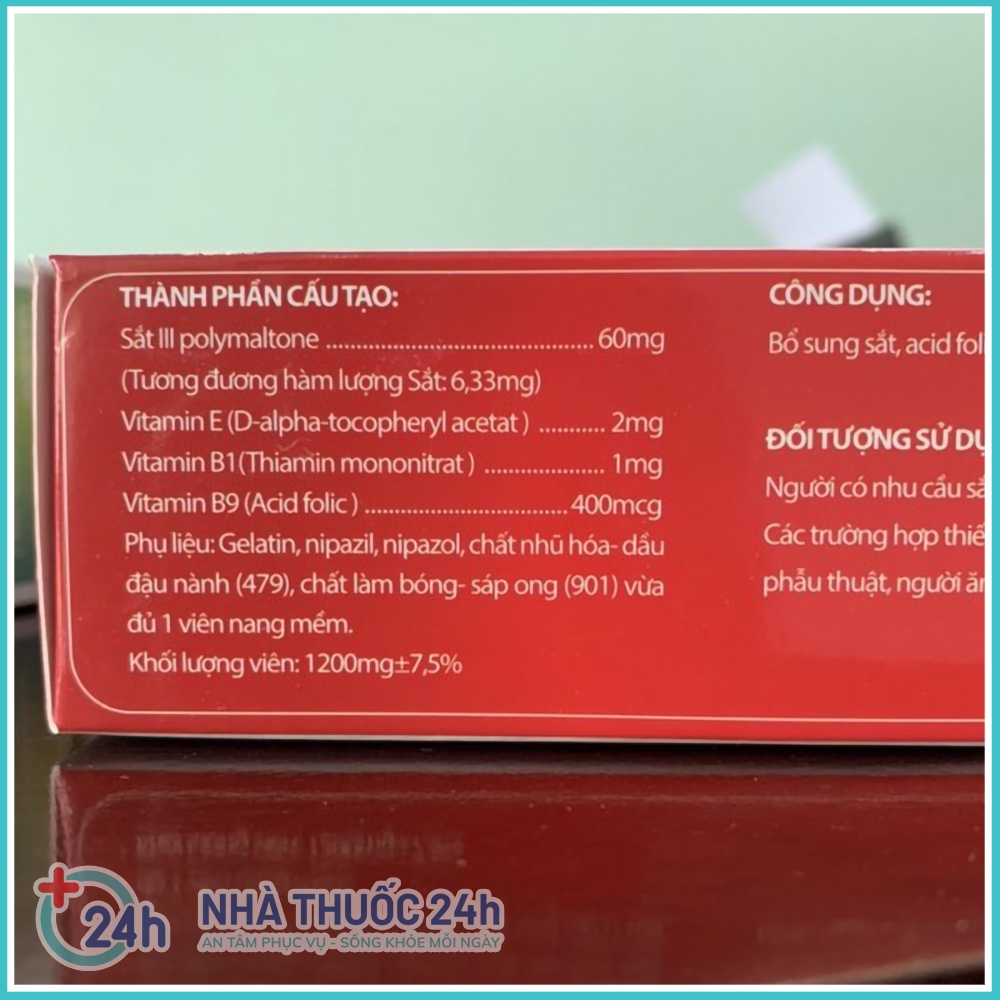 THÀNH PHẦN CẤU TẠO:
Sắt III polymaltone ........................................ 60mg
(Tương đương hàm lượng Sắt: 6,33mg)
Vitamin E (D-alpha-tocopheryl acetat ) ........... 2mg
Vitamin B1(Thiamin mononitrat ) .................. 1mg
Vitamin B9 (Acid folic ) .............................. 400mcg
Phụ liệu: Gelatin, nipazil, nipazol, chất nhũ hóa- dầu
đậu nành (479), chất làm bóng- sáp ong (901) vừa
đủ 1 viên nang mềm.
Khối lượng viên: 1200mg±7,5%
CÔNG DỤNG:
Bổ sung sắt, acid foli
ĐỐI TƯỢNG SỬ DỤ
Người có nhu cầu sắ
Các trường hợp thiế
phẫu thuật, người ăn
24h
NHÀ THUỐC 24h
AN TÂM PHỤC VỤ - SỐNG KHỎE MỖI NGÀY